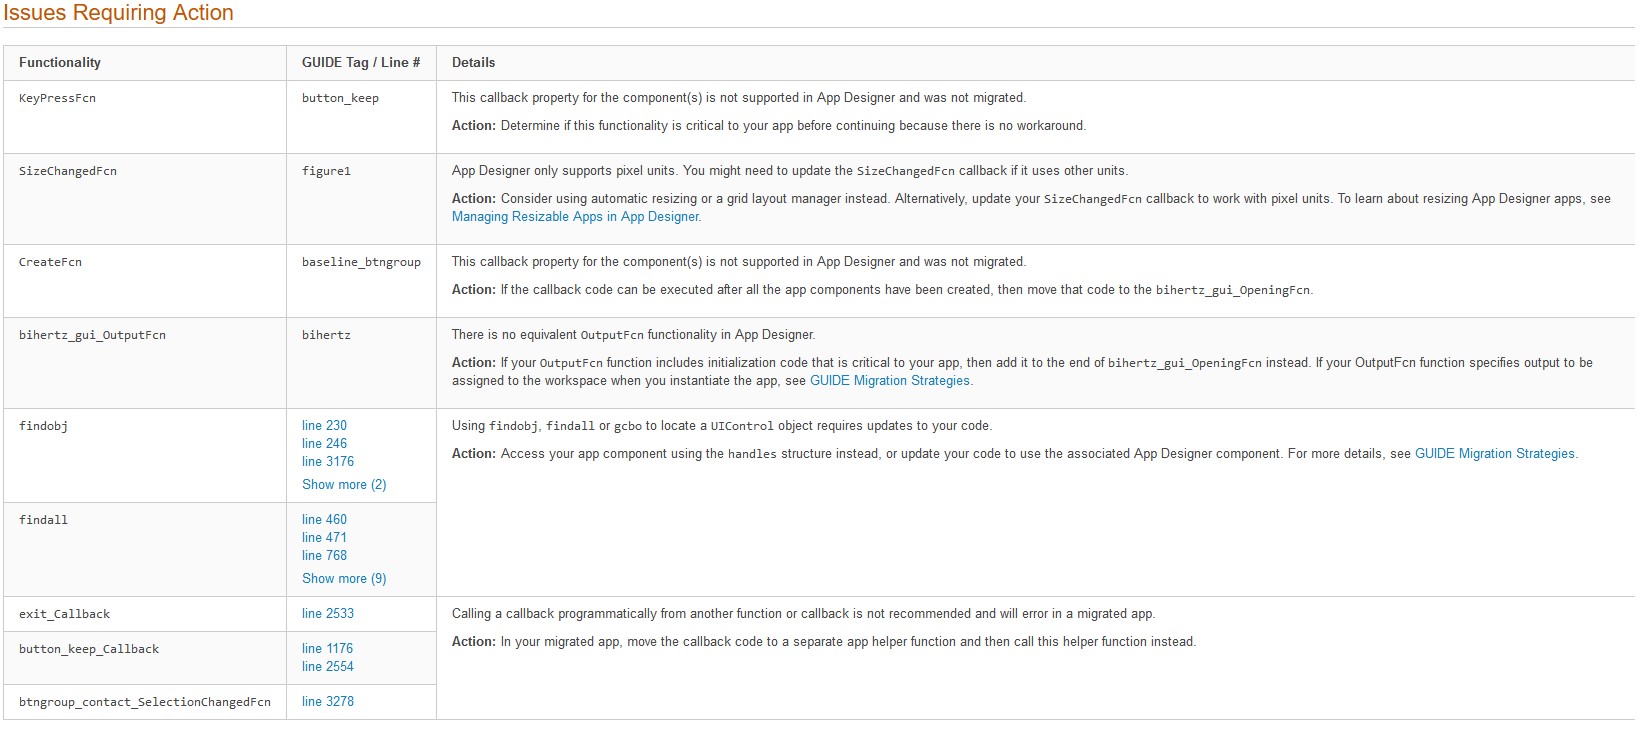 Issues Requiring Action
Functionality GUIDE Tag / Line # Details
KeyPressFcn button_keep This callback property for the component(s) is not supported in App Designer and was not migrated.
Action: Determine if this functionality is critical to your app before continuing because there is no workaround.
SizeChangedFcn figure1 App Designer only supports pixel units. You might need to update the SizeChangedFcn callback if it uses other units.
Action: Consider using automatic resizing or a grid layout manager instead. Alternatively, update your SizeChangedFcn callback to work with pixel units. To learn about resizing App Designer apps, see
Managing Resizable Apps in App Designer.
CreateFcn baseline_btngroup This callback property for the component(s) is not supported in App Designer and was not migrated.
Action: If the callback code can be executed after all the app components have been created, then move that code to the bihertz_gui_OpeningFcn.
bihertz_gui_OutputFcn bihertz There is no equivalent OutputFcn functionality in App Designer.
Action: If your OutputFcn function includes initialization code that is critical to your app, then add it to the end of bihertz_gui_OpeningFcn instead. If your OutputFcn function specifies output to be
assigned to the workspace when you instantiate the app, see GUIDE Migration Strategies.
findobj line 230 Using findobj, findall or gcbo to locate a UIControl object requires updates to your code.
line 246
Action: Access your app component using the handles structure instead, or update your code to use the associated App Designer component. For more details, see GUIDE Migration Strategies.
line 3176
Show more (2)
findall line 460
line 471
line 768
Show more (9)
exit_Callback line 2533 Calling a callback programmatically from another function or callback is not recommended and will error in a migrated app.
Action: In your migrated app, move the callback code to a separate app helper function and then call this helper function instead.
button_keep_Callback line 1176
line 2554
btngroup_contact_SelectionChangedFcn line 3278